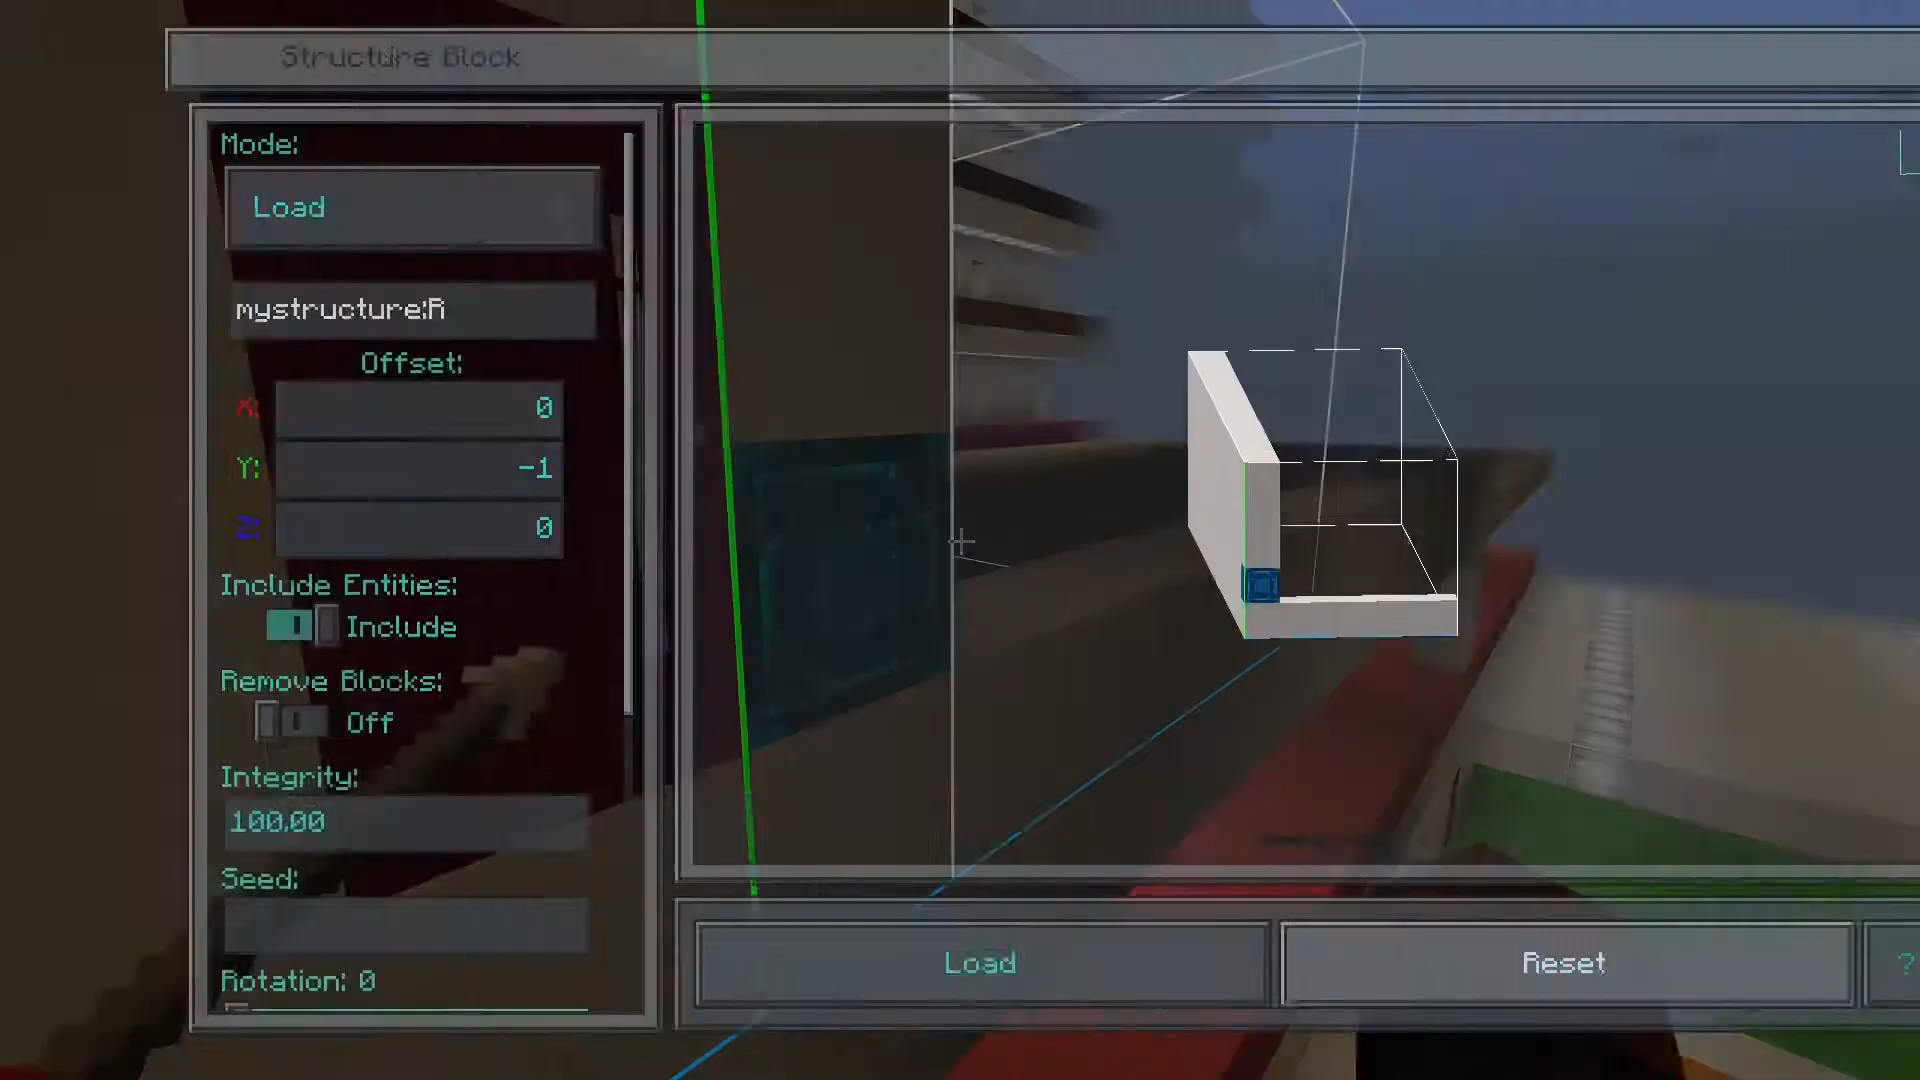 Structure Block
Mode:
Load
mystructure:R
Offset:
X: 0
Y: -1
Z: 0
Include Entities:
Include
Remove Blocks:
Off
Integrity:
100.00
Seed:
Rotation: 0
Load
Reset
?